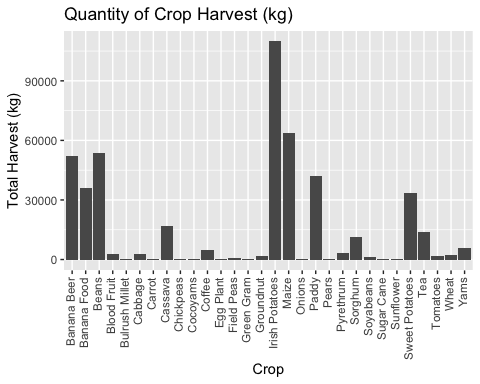 Quantity of Crop Harvest (kg)
Total Harvest (kg)
90000
60000
30000
0
Banana Beer
Banana Food
Beans
Blood Fruit
Bulrush Millet
Cabbage
Carrot
Cassava
Chickpeas
Cocoyams
Coffee
Egg Plant
Field Peas
Green Gram
Groundnut
Irish Potatoes
Maize
Onions
Paddy
Pears
Pyrethrum
Sorghum
Soyabeans
Sugar Cane
Sunflower
Sweet Potatoes
Tea
Tomatoes
Wheat
Yams
Crop